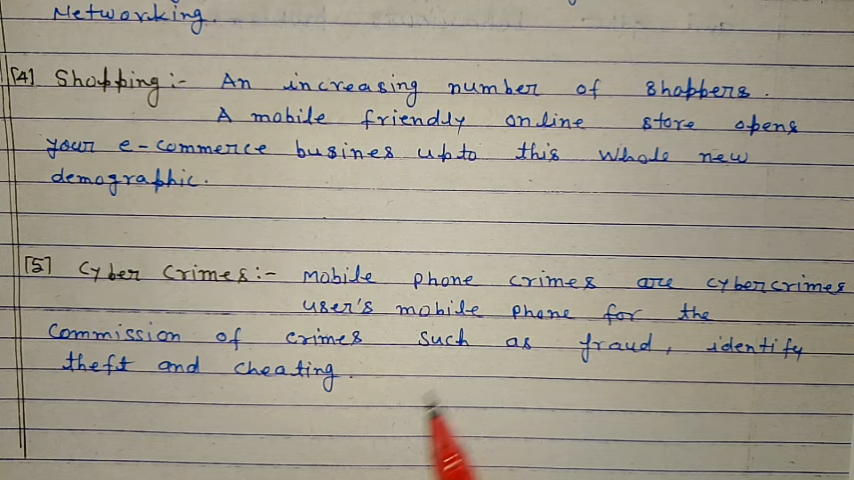 Networking.
[4] Shopping:- An increasing number of shoppers.
A mobile friendly online store opens
your e-commerce busines upto this whole new
demographic.
[5] Cyber Crimes:- Mobile phone crimes are cybercrimes
user's mobile phone for the
Commission of crimes such as fraud, identify
theft and cheating.